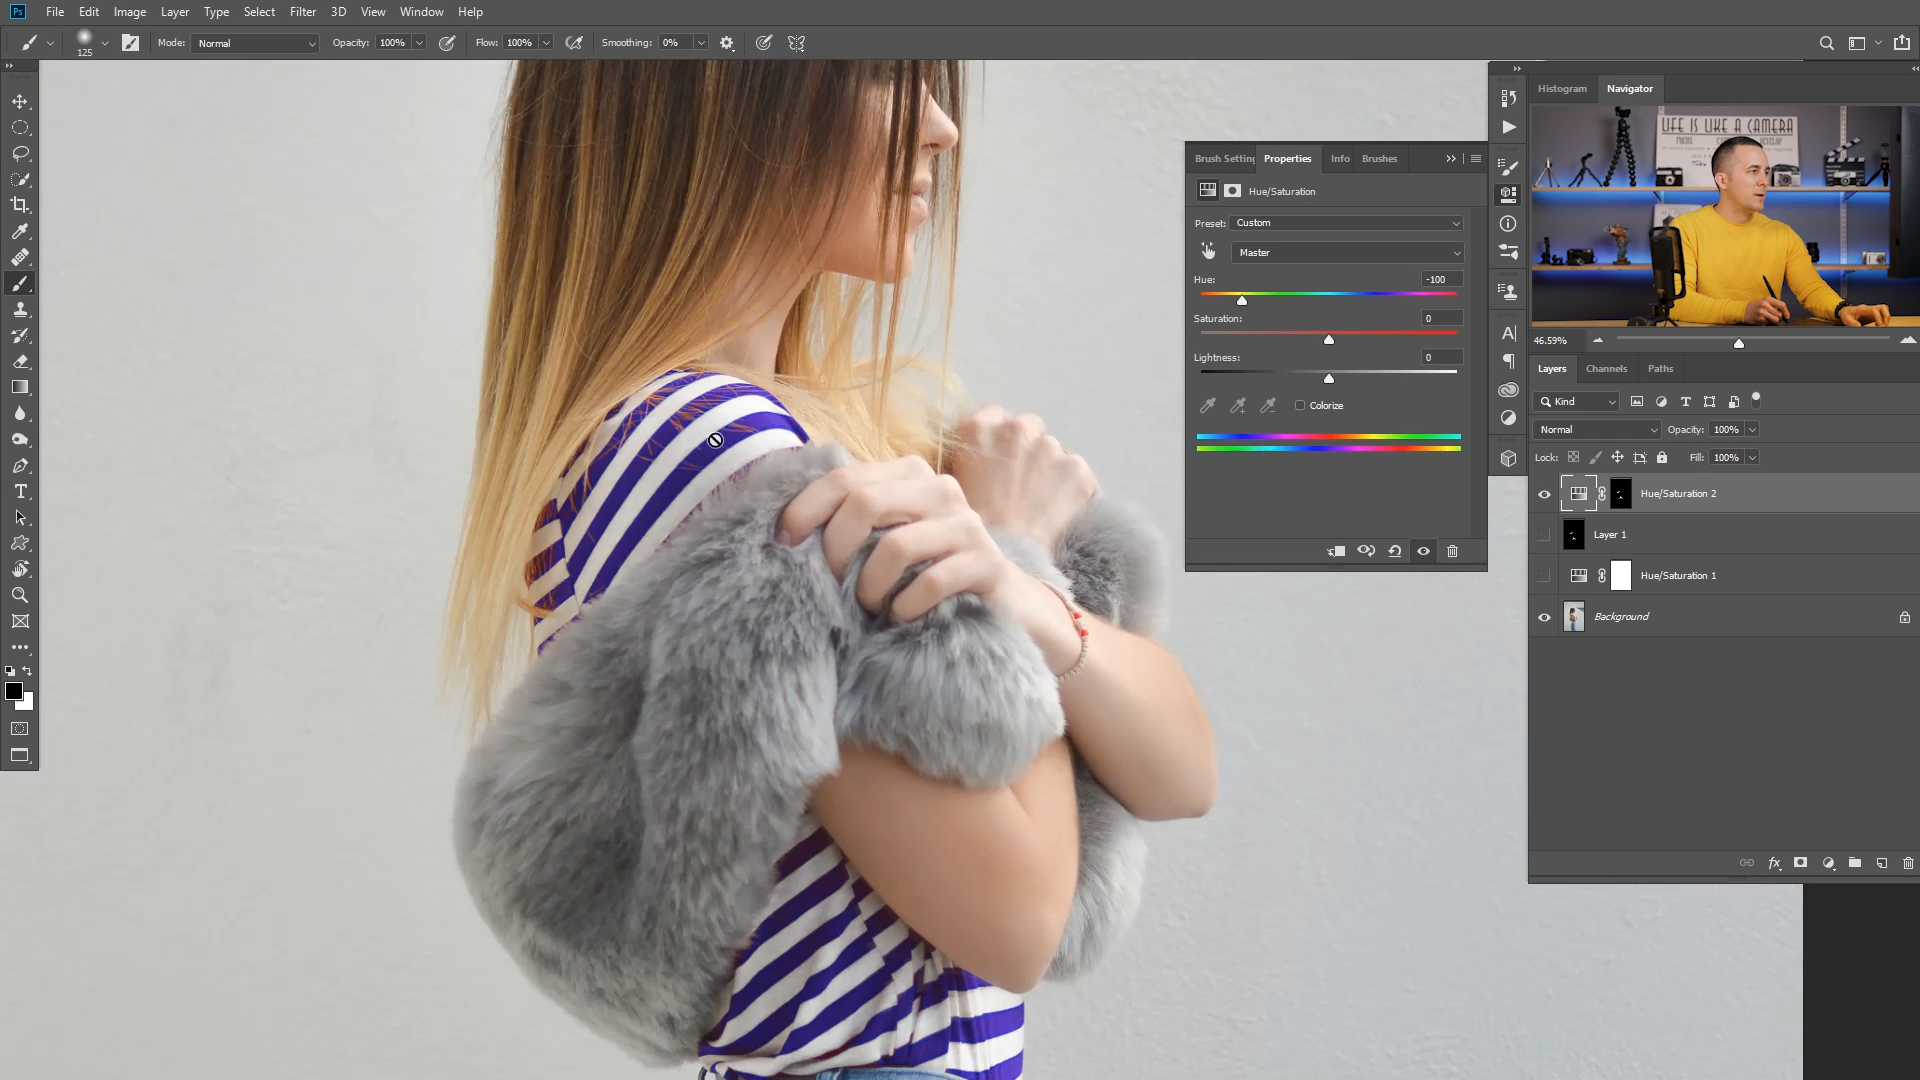 Ps File Edit Image Layer Type Select Filter 3D View Window Help
125 Mode: Normal Opacity: 100% Flow: 100% Smoothing: 0%
Histogram Navigator
LIFE IS LIKE A CAMERA
46.59%
Brush Setting Properties Info Brushes
Hue/Saturation
Preset: Custom
Master
Hue: -100
Saturation: 0
Lightness: 0
Colorize
Layers Channels Paths
Kind
Normal Opacity: 100%
Lock: Fill: 100%
Hue/Saturation 2
Layer 1
Hue/Saturation 1
Background
fx